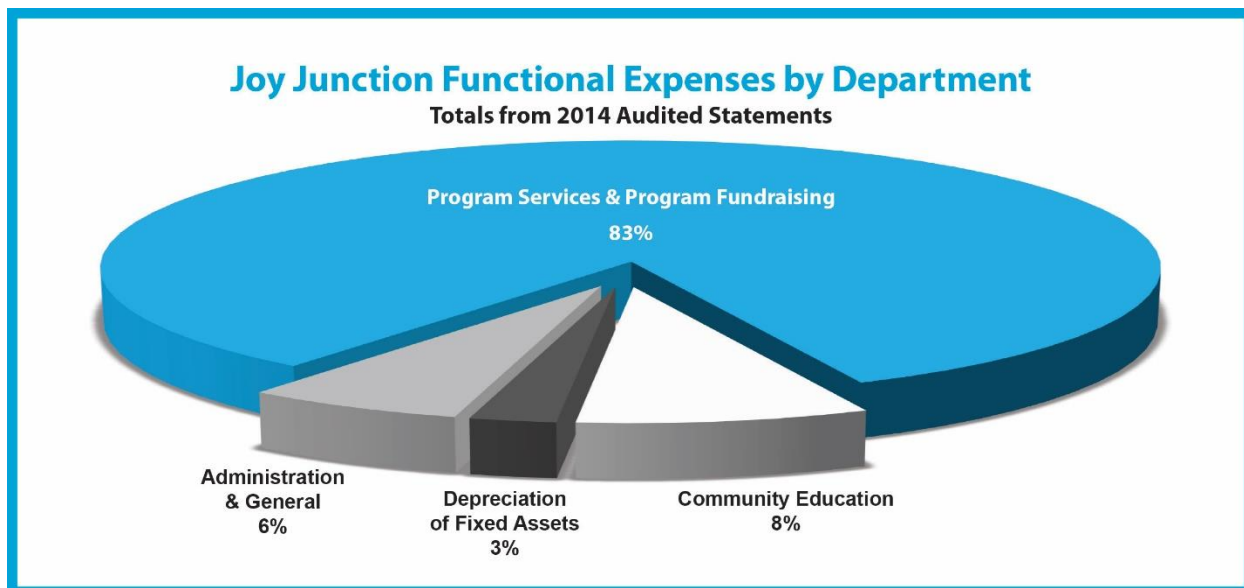 Joy Junction Functional Expenses by Department
Totals from 2014 Audited Statements
Program Services & Program Fundraising
83%
Administration
& General
6%
Depreciation
of Fixed Assets
3%
Community Education
8%